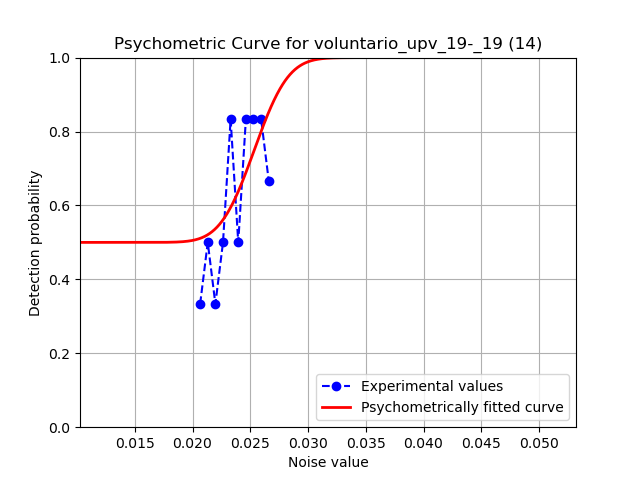 Psychometric Curve for voluntario_upv_19-_19 (14)
1.0
0.8
0.6
0.4
0.2
0.0
Detection probability
Experimental values
Psychometrically fitted curve
0.015 0.020 0.025 0.030 0.035 0.040 0.045 0.050
Noise value